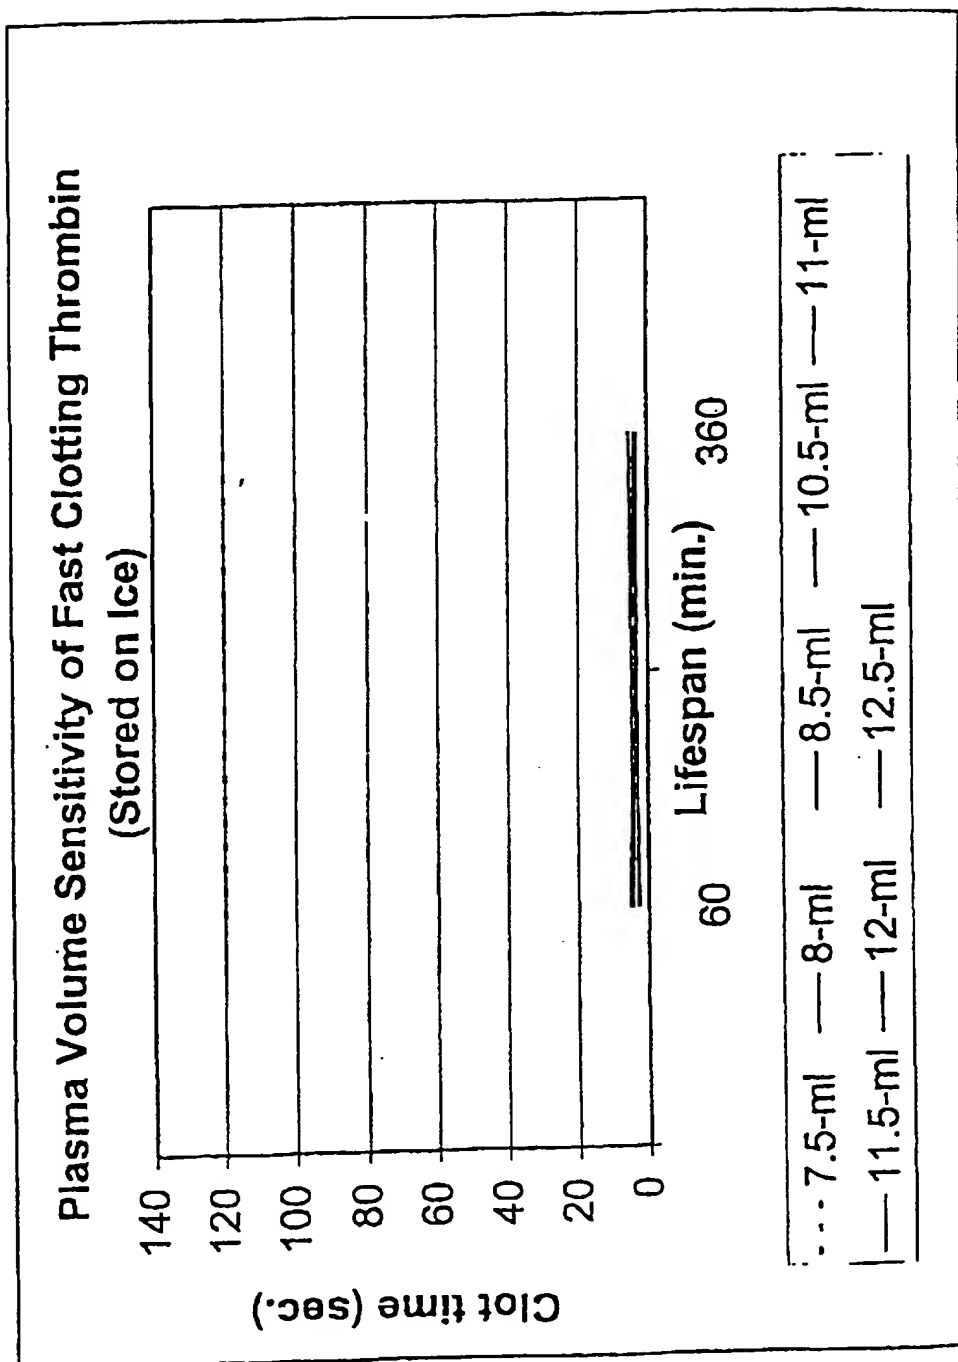 Plasma Volume Sensitivity of Fast Clotting Thrombin
(Stored on Ice)
Clot time (sec.)
140
120
100
80
60
40
20
0
60 360
Lifespan (min.)
7.5-ml 8-ml 8.5-ml 10.5-ml 11-ml
11.5-ml 12-ml 12.5-ml